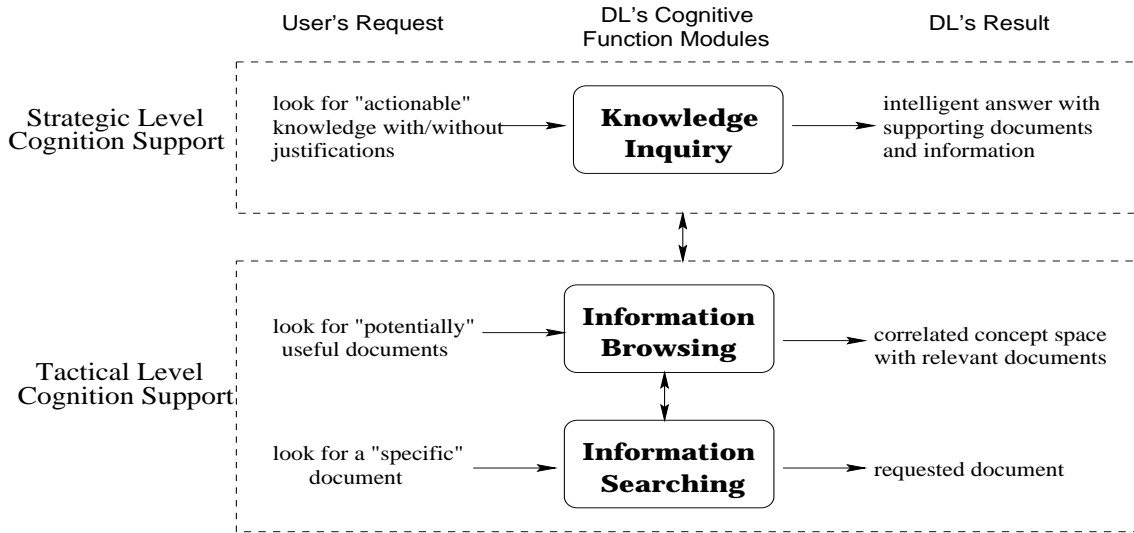 User's Request
DL's Cognitive
Function Modules
DL's Result
Strategic Level
Cognition Support
look for "actionable"
knowledge with/without
justifications
Knowledge
Inquiry
intelligent answer with
supporting documents
and information
Tactical Level
Cognition Support
look for "potentially"
useful documents
Information
Browsing
correlated concept space
with relevant documents
look for a "specific"
document
Information
Searching
requested document